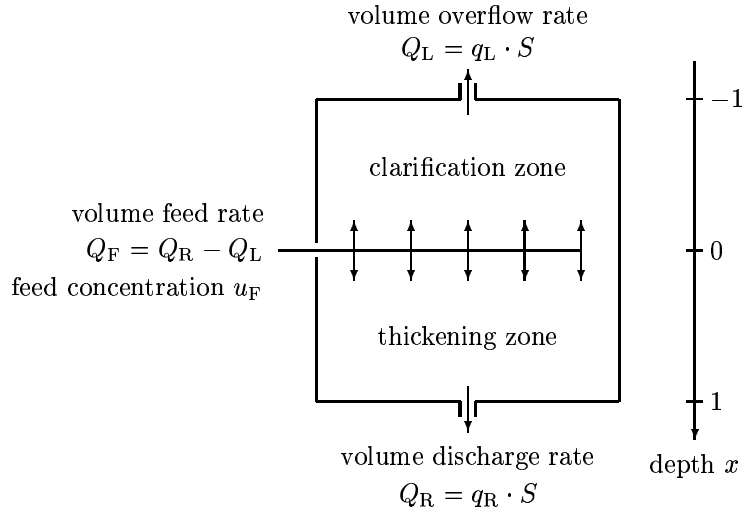 volume overflow rate
Q_L = q_L · S
−1
clarification zone
volume feed rate
Q_F = Q_R − Q_L
0
feed concentration u_F
thickening zone
1
volume discharge rate
depth x
Q_R = q_R · S